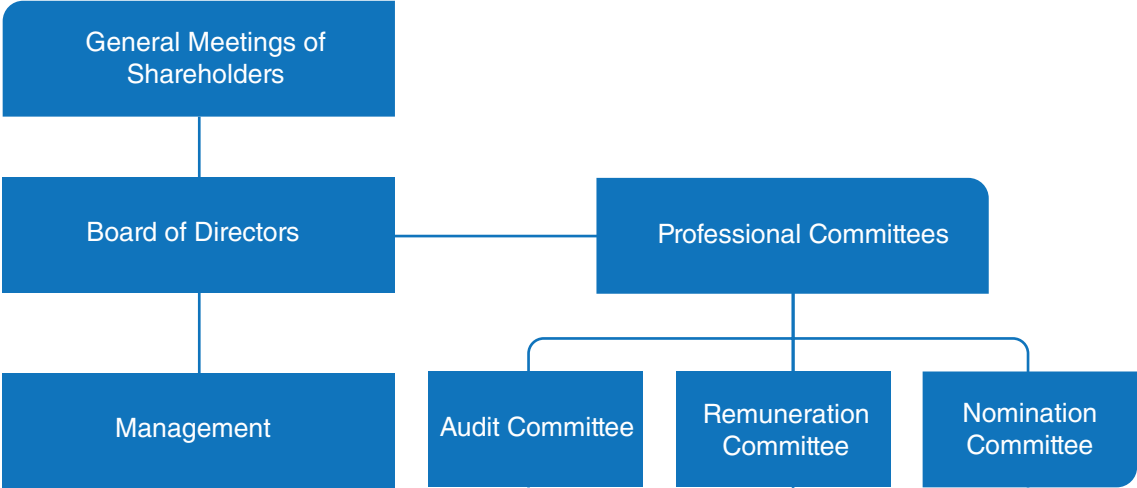 General Meetings of
Shareholders
Board of Directors
Professional Committees
Management
Audit Committee
Remuneration
Committee
Nomination
Committee